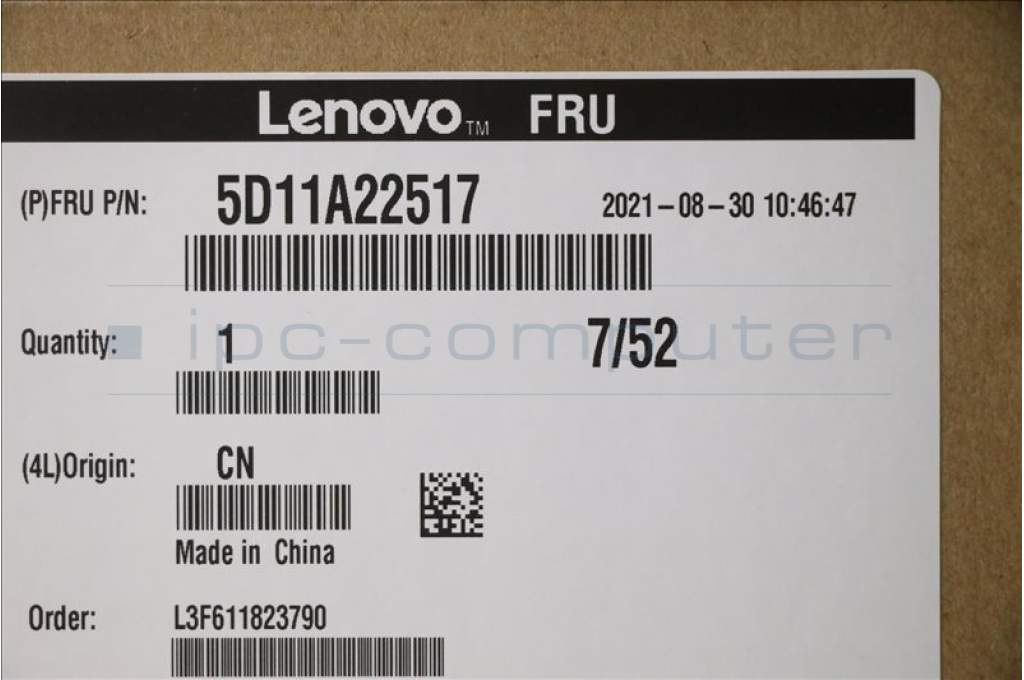 Lenovo™ FRU
(P)FRU P/N: 5D11A22517 2021-08-30 10:46:47
Quantity: 1 7/52
ipc-computer
(4L)Origin: CN
Made in China
Order: L3F611823790